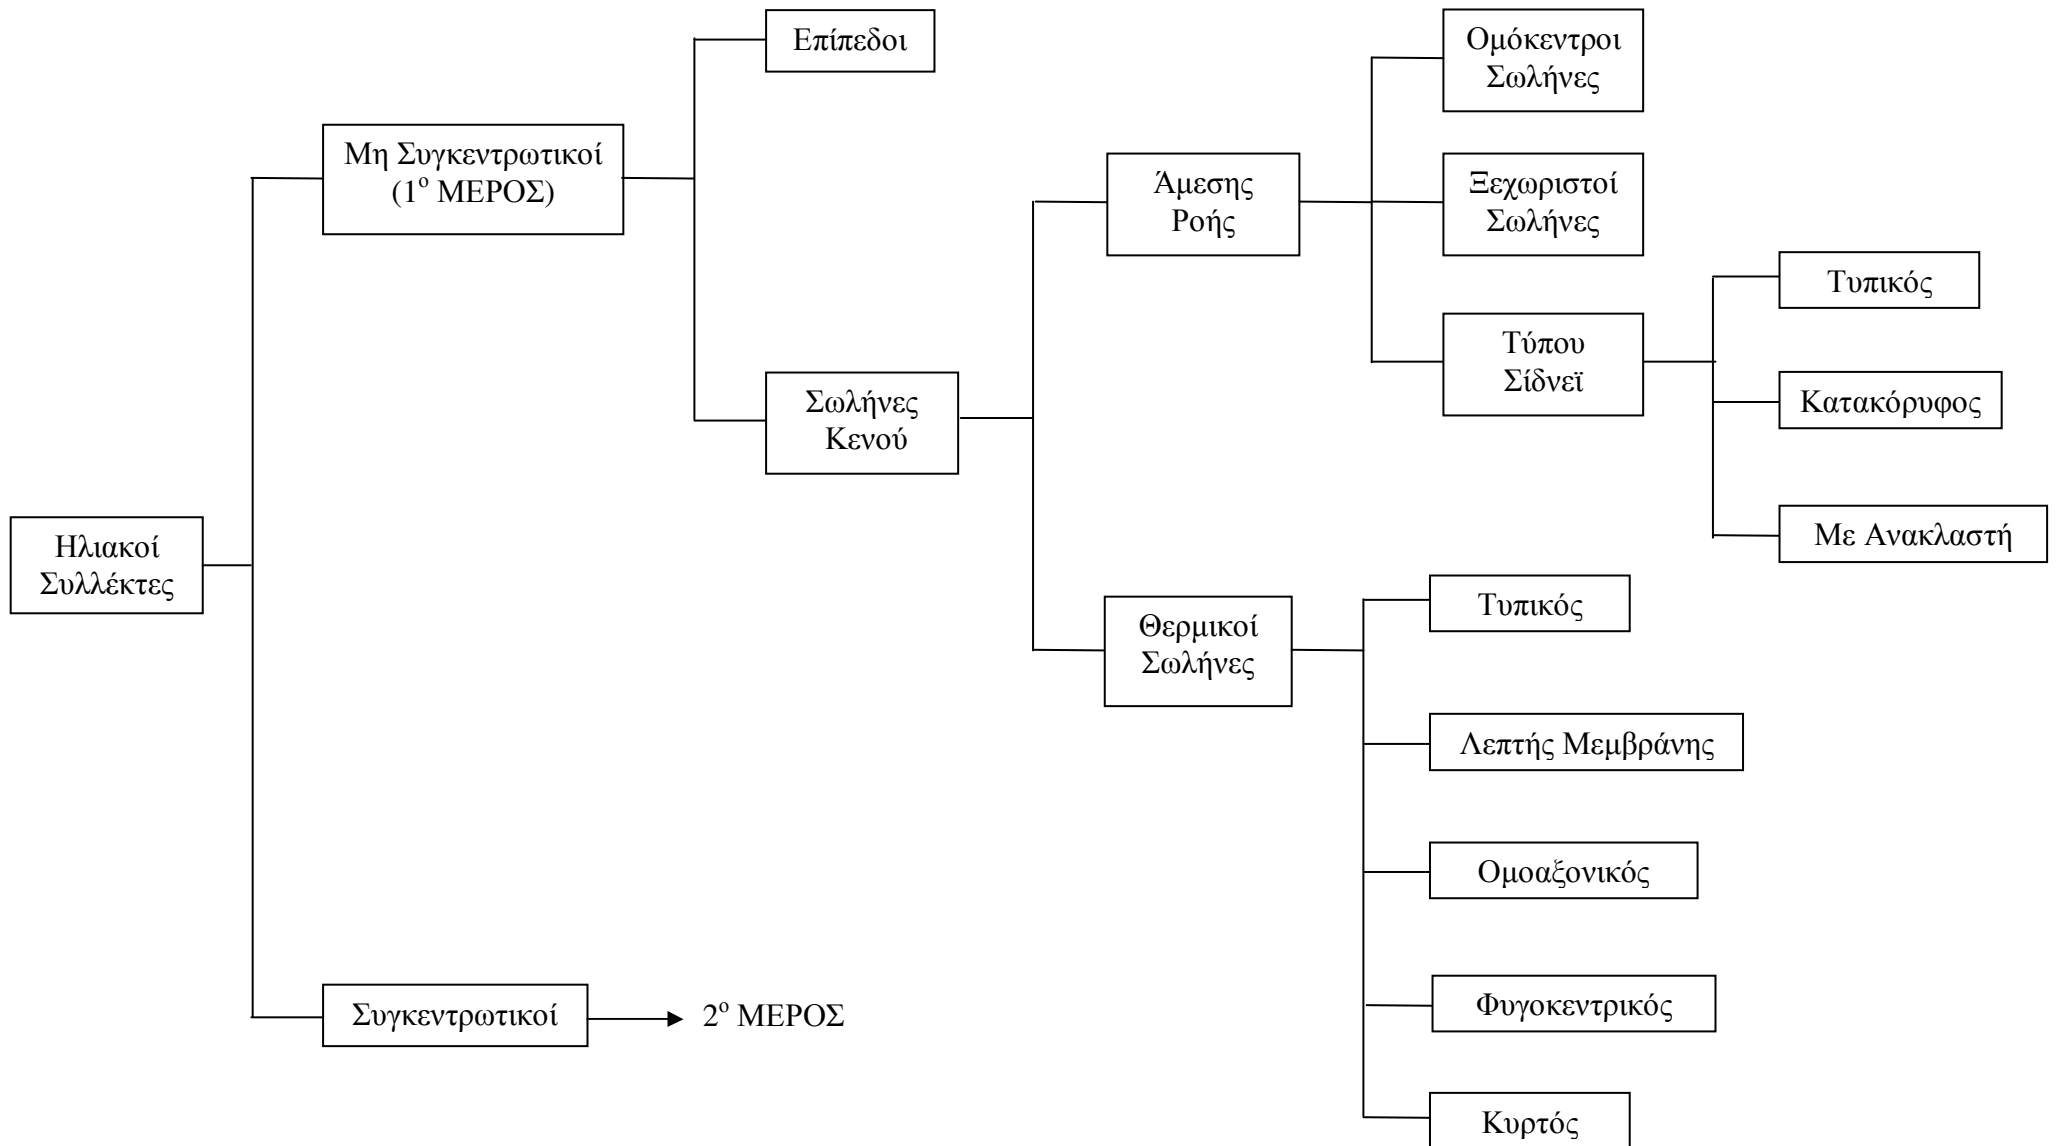 Επίπεδοι
Ομόκεντροι
Σωλήνες
Μη Συγκεντρωτικοί
(1ο ΜΕΡΟΣ)
Άμεσης
Ροής
Ξεχωριστοί
Σωλήνες
Τυπικός
Τύπου
Σίδνεϊ
Σωλήνες
Κενού
Κατακόρυφος
Με Ανακλαστή
Ηλιακοί
Συλλέκτες
Θερμικοί
Σωλήνες
Τυπικός
Λεπτής Μεμβράνης
Ομοαξονικός
Φυγοκεντρικός
Συγκεντρωτικοί
2ο ΜΕΡΟΣ
Κυρτός